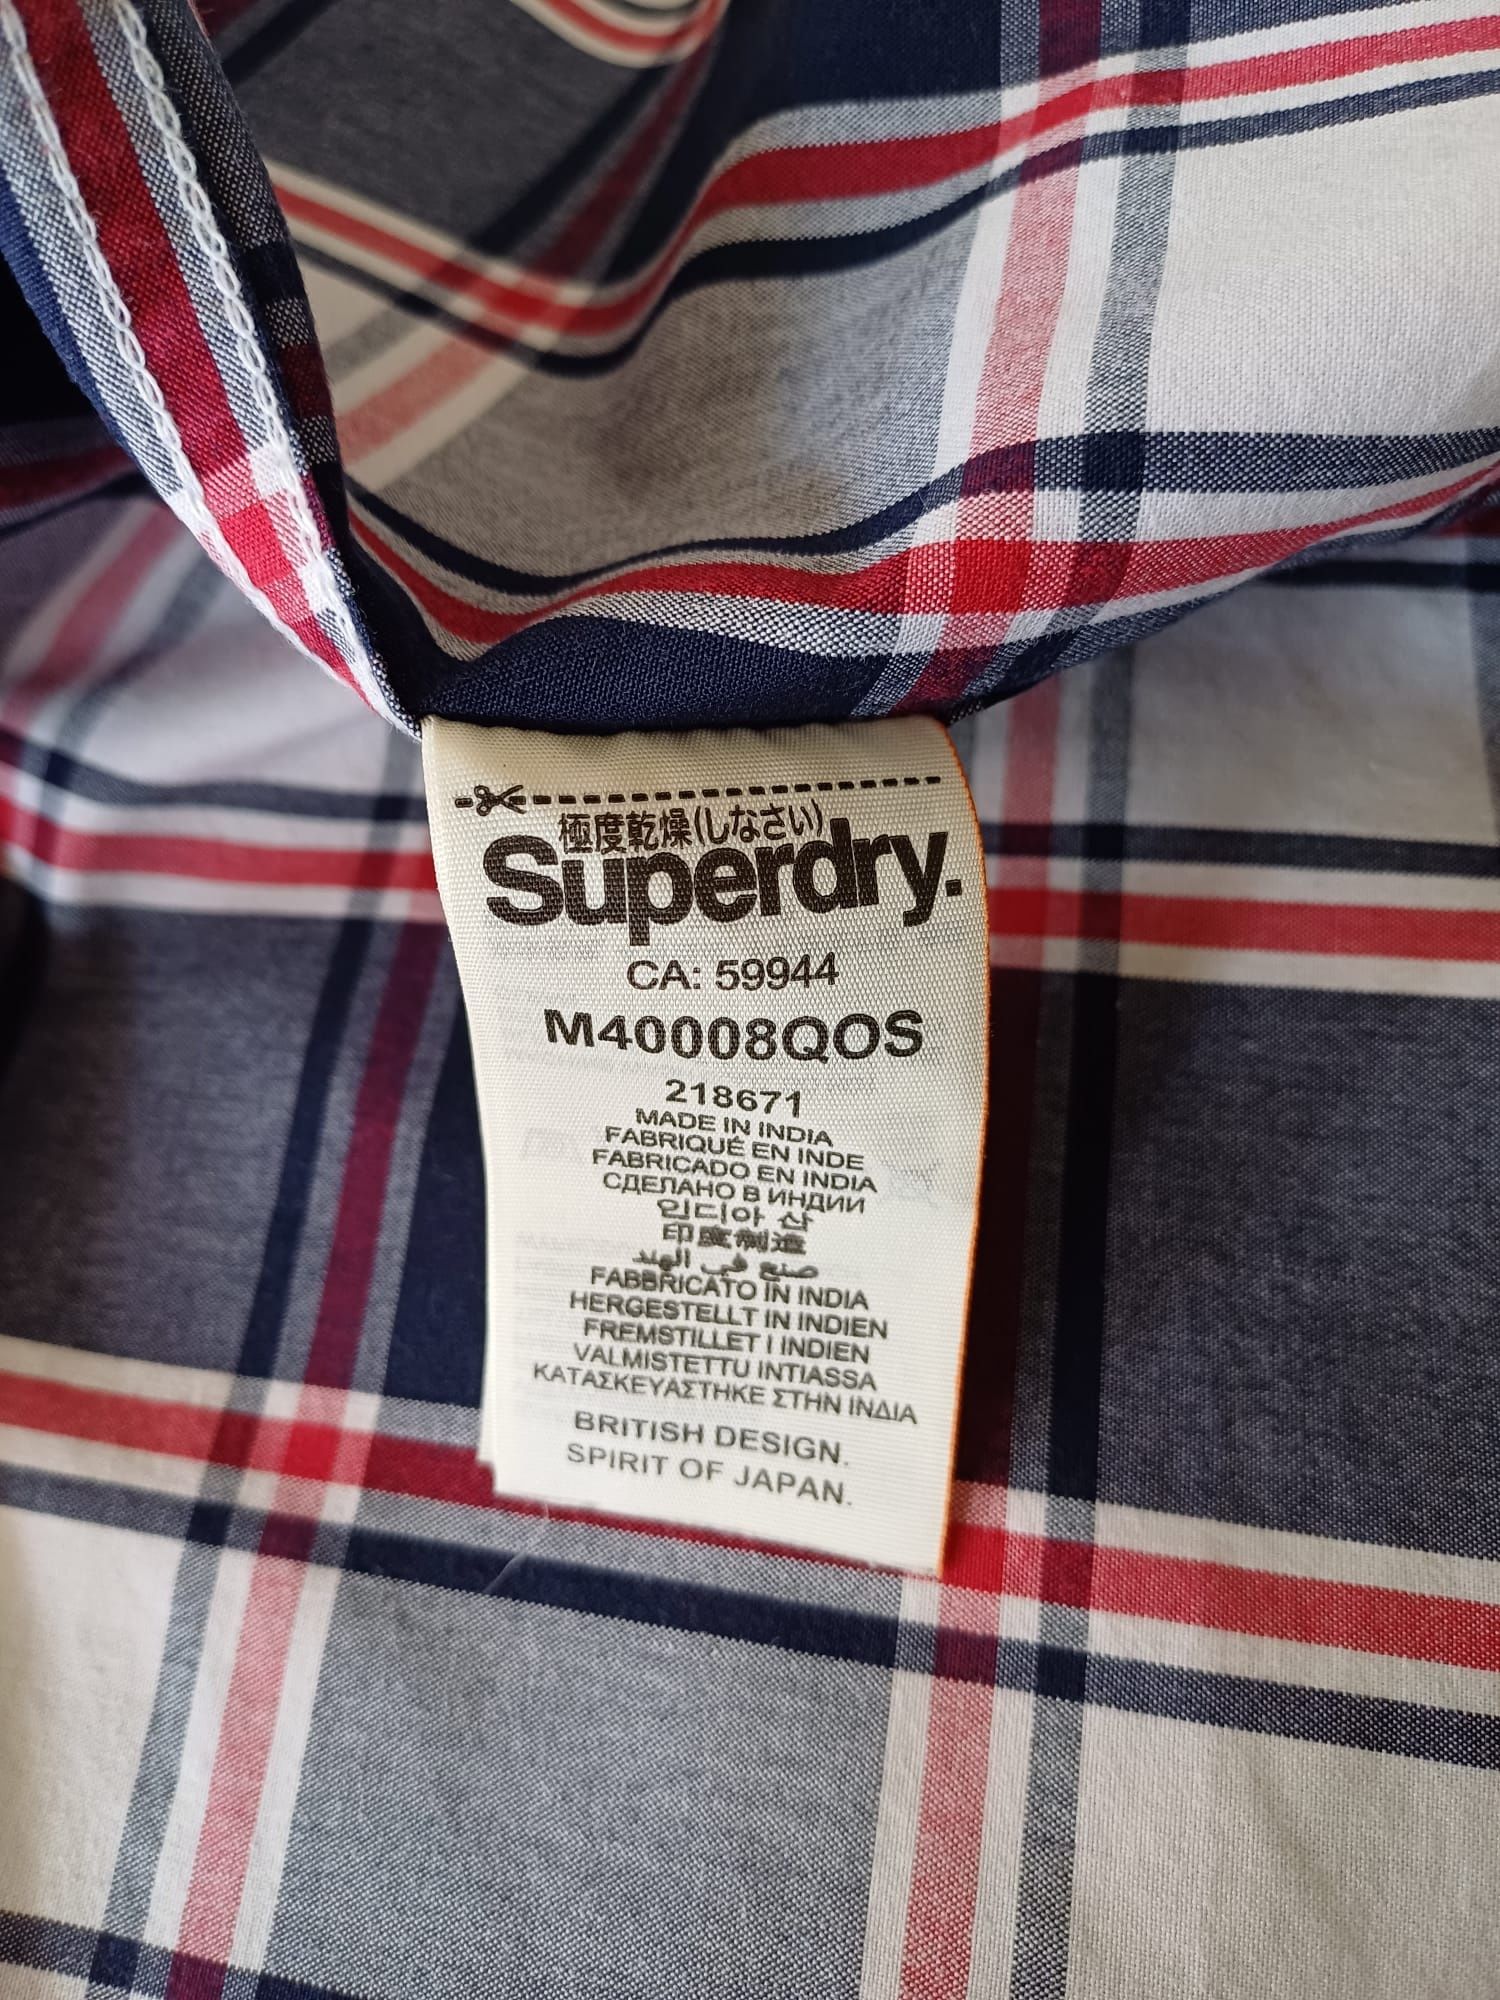 極度乾燥(しなさい)
Superdry.
CA: 59944
M40008QOS
218671
MADE IN INDIA
FABRIQUÉ EN INDE
FABRICADO EN INDIA
СДЕЛАНО В ИНДИИ
인디아 산
印度制造
صنع في الهند
FABBRICATO IN INDIA
HERGESTELLT IN INDIEN
FREMSTILLET I INDIEN
VALMISTETTU INTIASSA
ΚΑΤΑΣΚΕΥΑΣΤΗΚΕ ΣΤΗΝ ΙΝΔΙΑ
BRITISH DESIGN.
SPIRIT OF JAPAN.